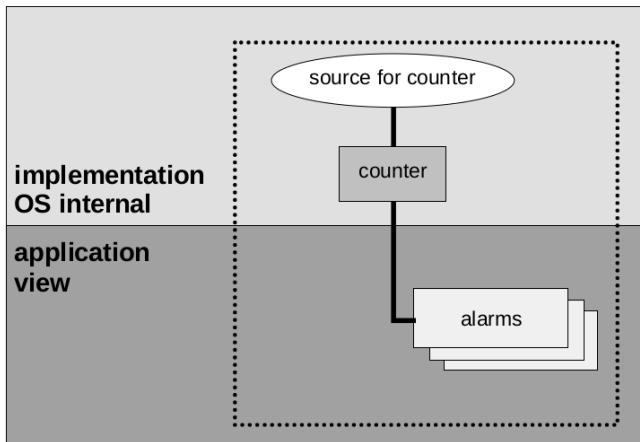 source for counter
counter
implementation
OS internal
application
view
alarms